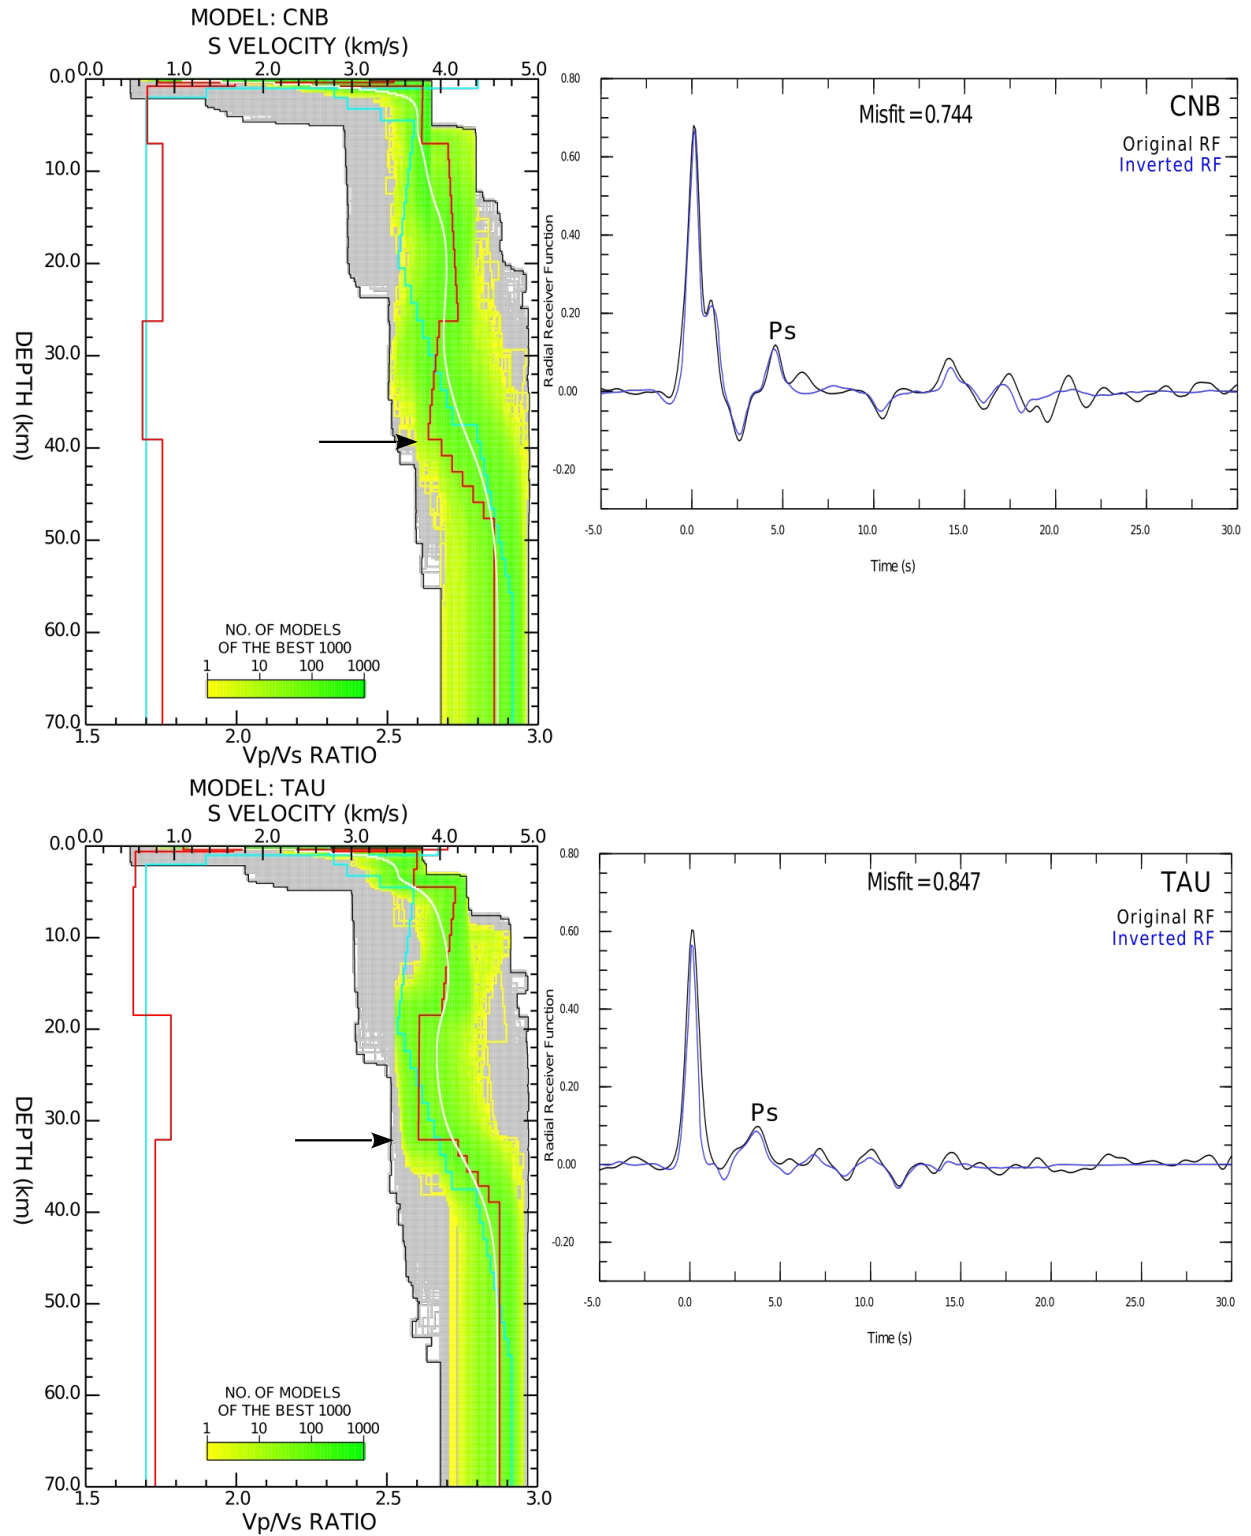 MODEL: CNB
S VELOCITY (km/s)
0.0 1.0 2.0 3.0 4.0 5.0
0.0
10.0
20.0
30.0
40.0
50.0
60.0
70.0
DEPTH (km)
NO. OF MODELS
OF THE BEST 1000
1 10 100 1000
1.5 2.0 2.5 3.0
Vp/Vs RATIO
0.80
0.60
0.40
0.20
0.00
-0.20
Radial Receiver Function
Misfit = 0.744
CNB
Original RF
Inverted RF
Ps
-5.0 0.0 5.0 10.0 15.0 20.0 25.0 30.0
Time (s)
MODEL: TAU
S VELOCITY (km/s)
0.0 1.0 2.0 3.0 4.0 5.0
0.0
10.0
20.0
30.0
40.0
50.0
60.0
70.0
DEPTH (km)
NO. OF MODELS
OF THE BEST 1000
1 10 100 1000
1.5 2.0 2.5 3.0
Vp/Vs RATIO
0.80
0.60
0.40
0.20
0.00
-0.20
Radial Receiver Function
Misfit = 0.847
TAU
Original RF
Inverted RF
Ps
-5.0 0.0 5.0 10.0 15.0 20.0 25.0 30.0
Time (s)